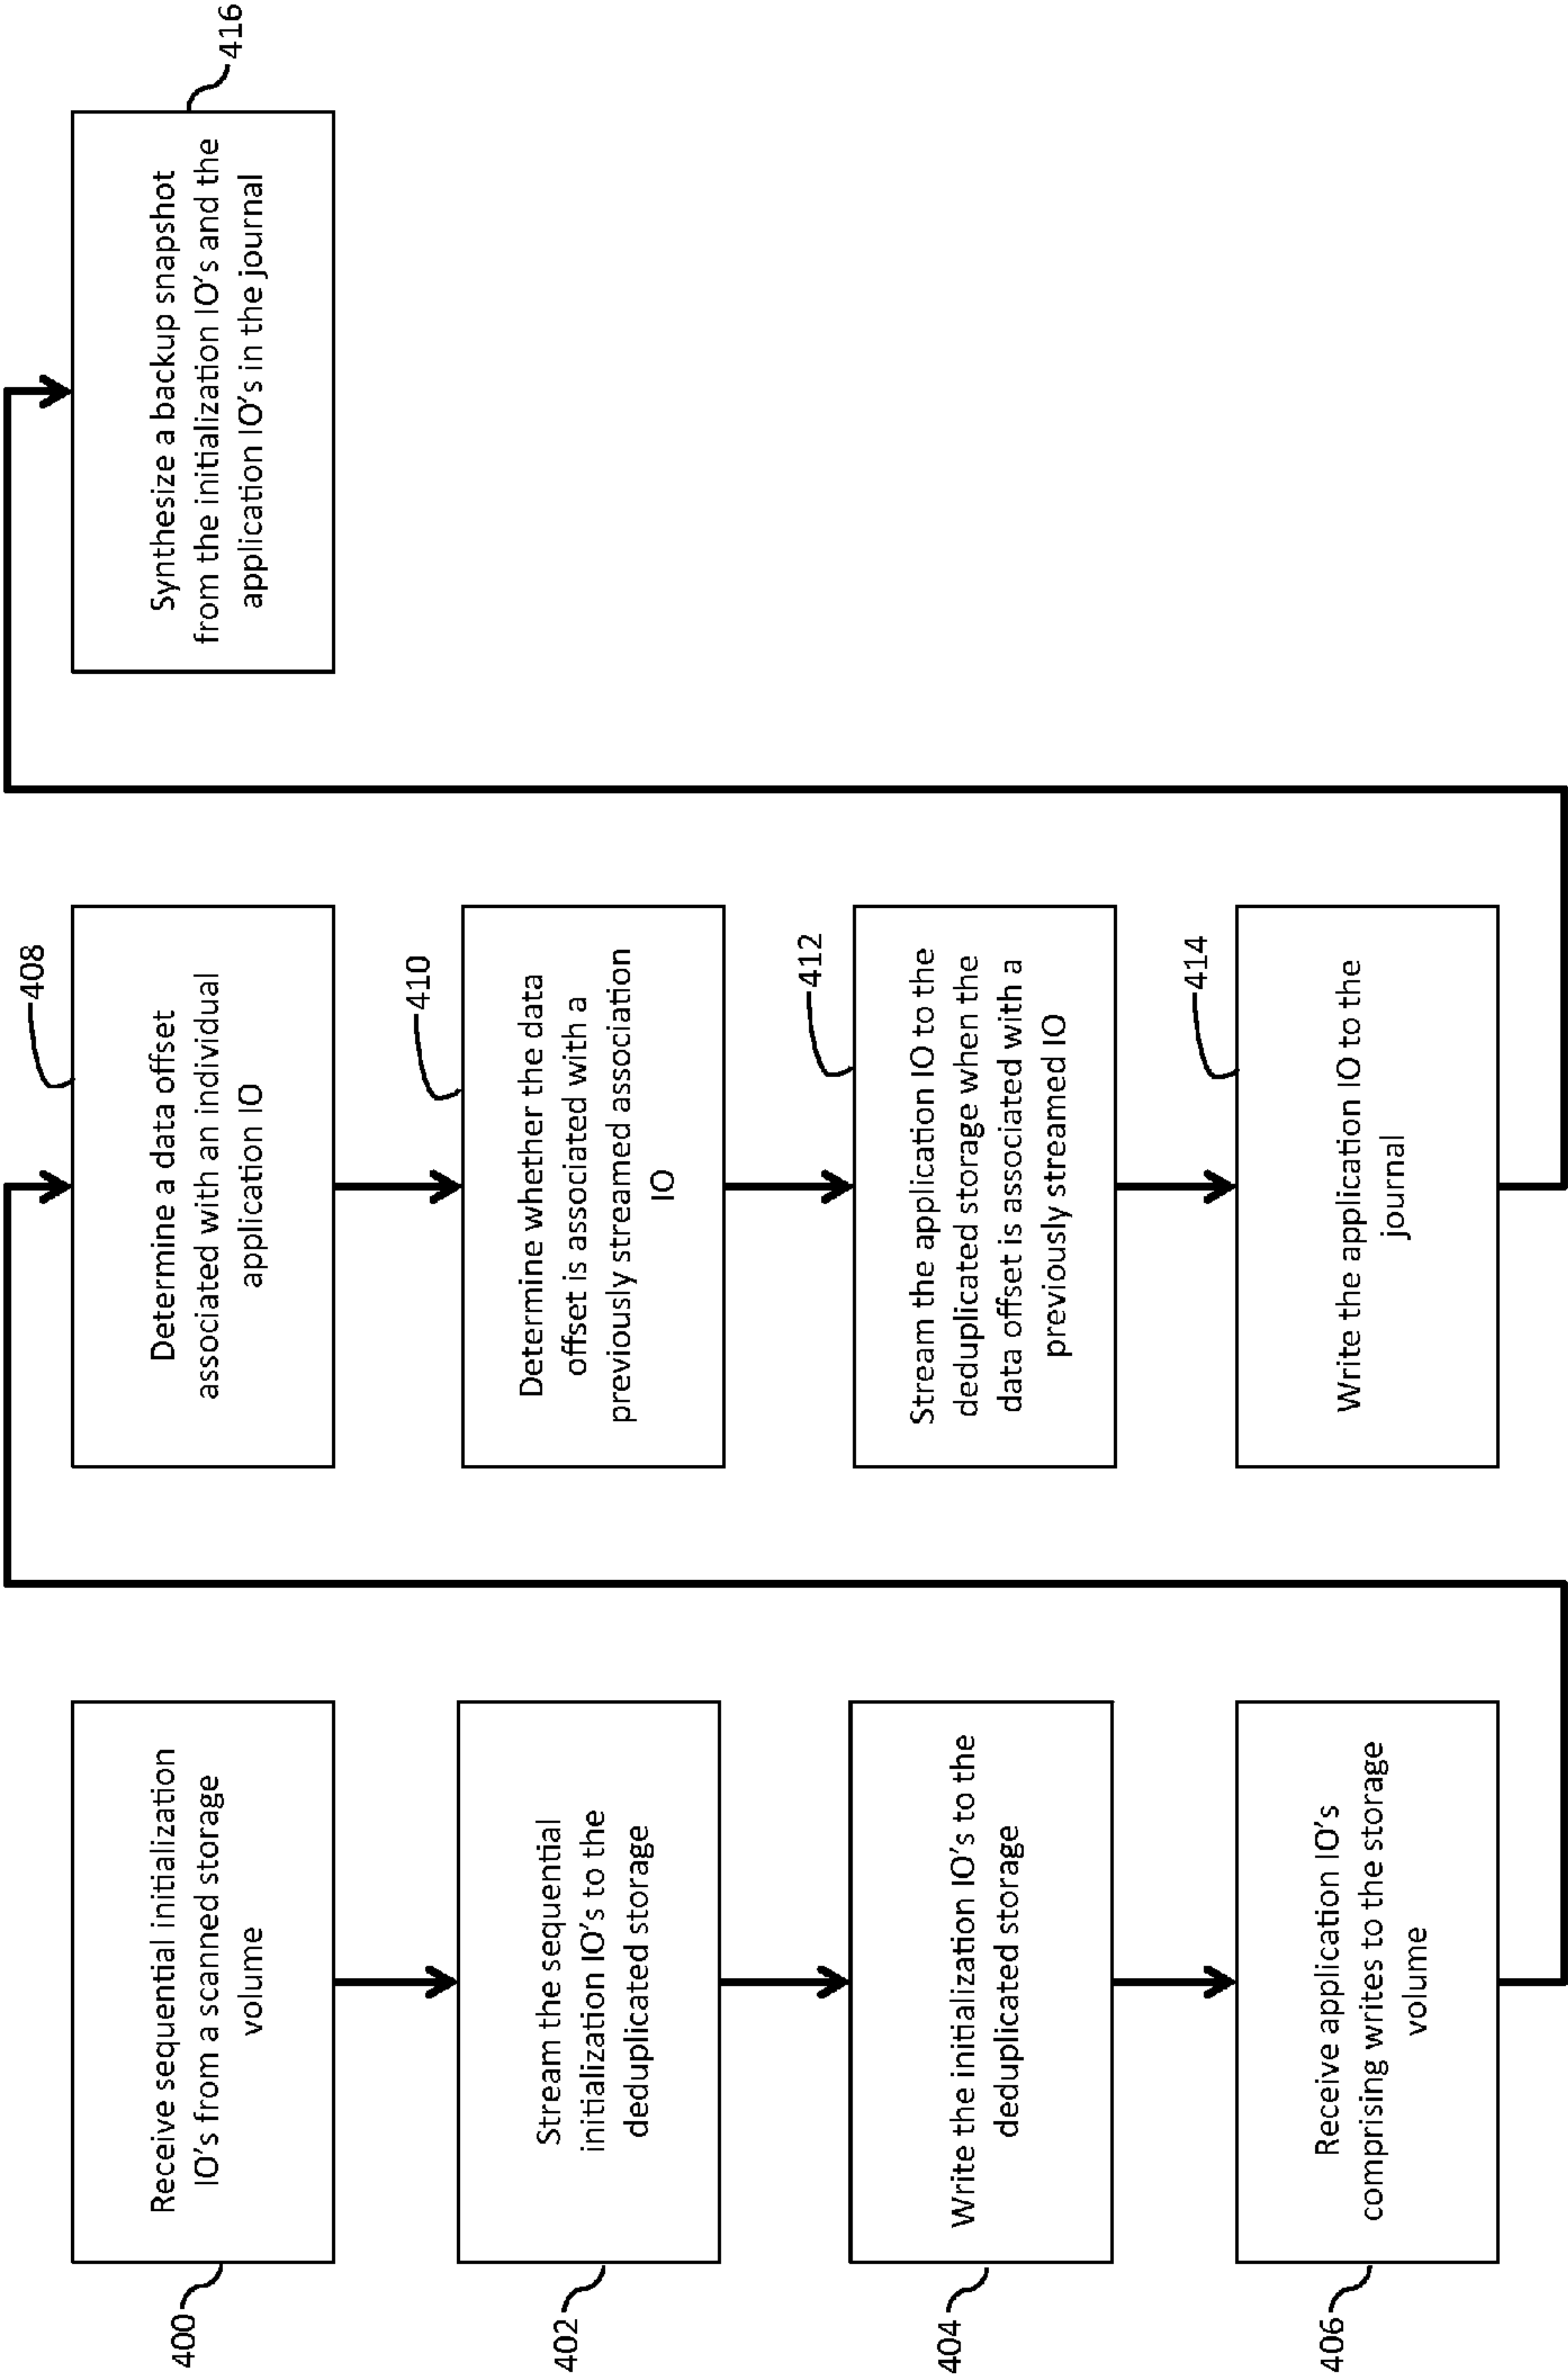 400
Receive sequential initialization
IO's from a scanned storage
volume
402
Stream the sequential
initialization IO's to the
deduplicated storage
404
Write the initialization IO's to the
deduplicated storage
406
Receive application IO's
comprising writes to the storage
volume
408
Determine a data offset
associated with an individual
application IO
410
Determine whether the data
offset is associated with a
previously streamed association
IO
412
Stream the application IO to the
deduplicated storage when the
data offset is associated with a
previously streamed IO
414
Write the application IO to the
journal
416
Synthesize a backup snapshot
from the initialization IO's and the
application IO's in the journal